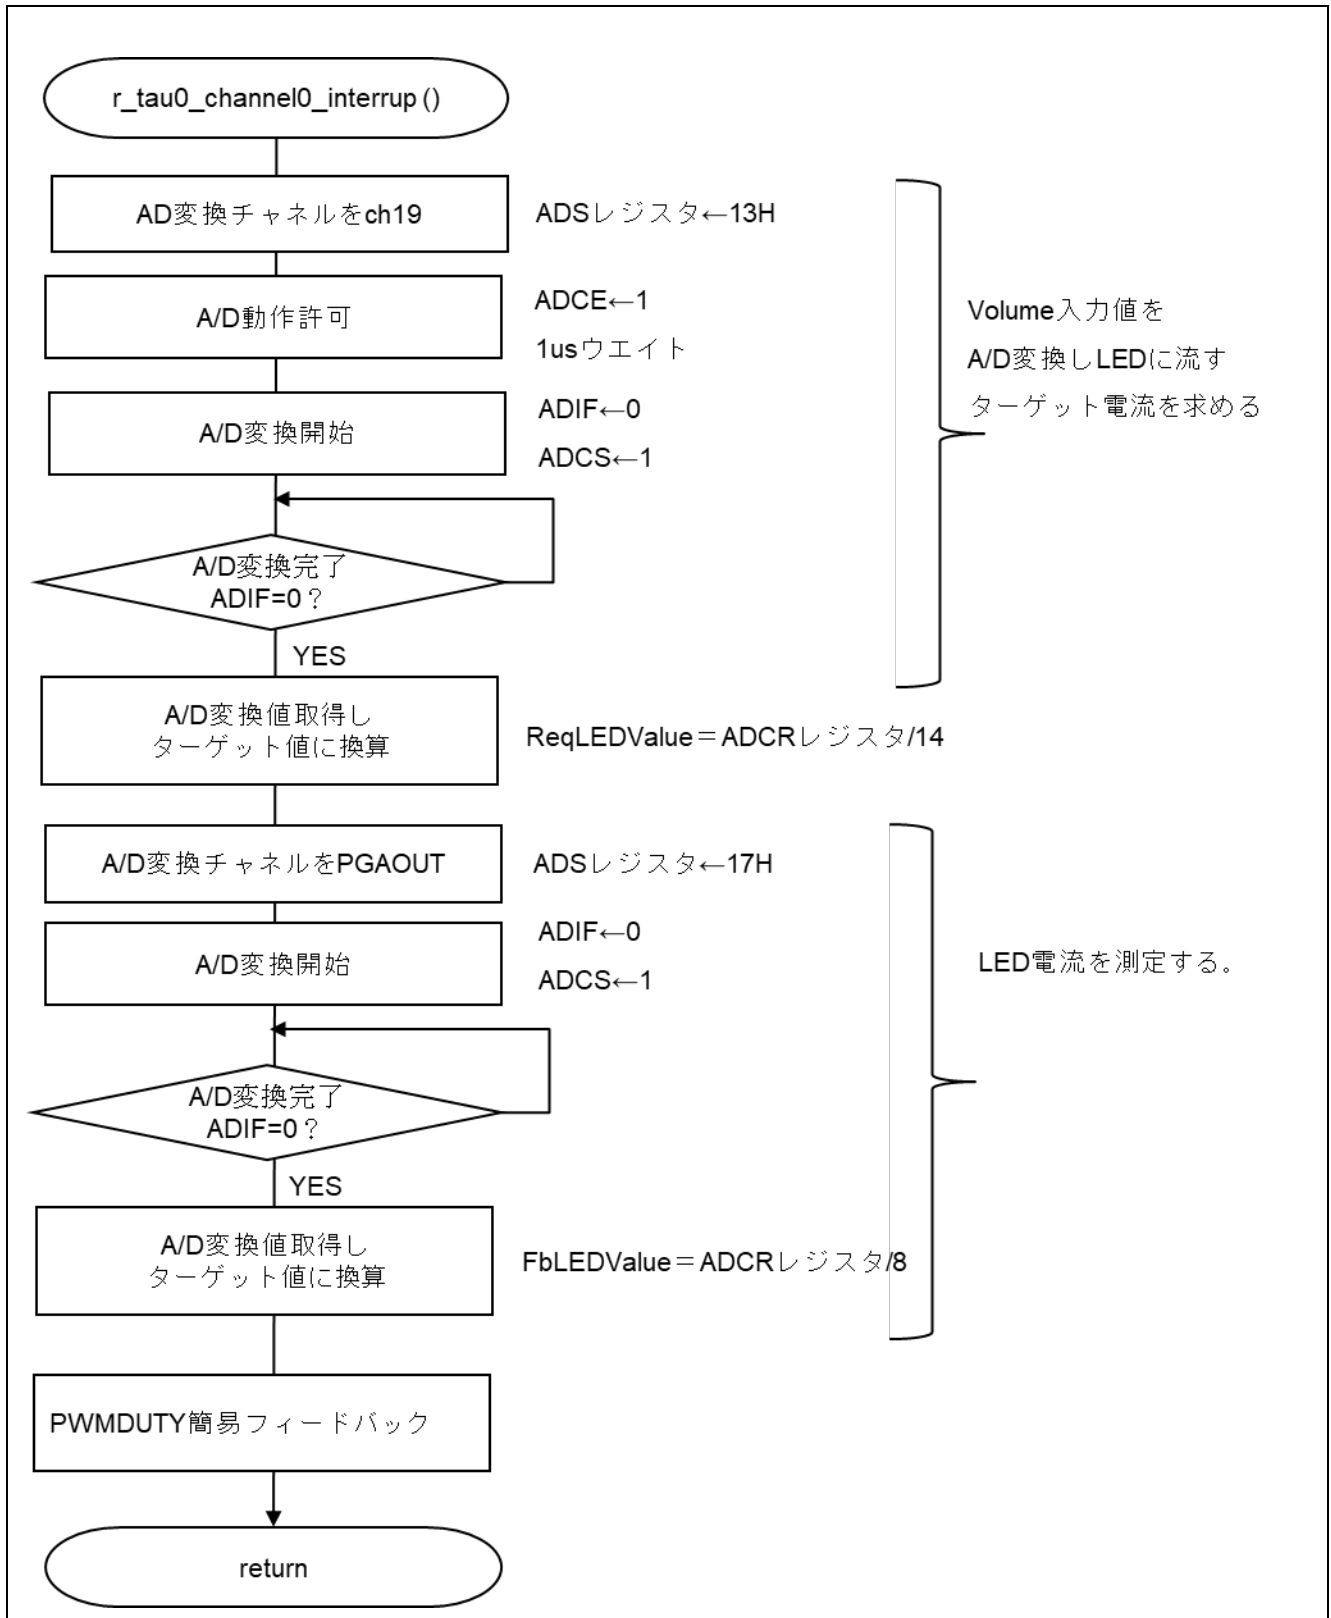 r_tau0_channel0_interrup ()
AD変換チャネルをch19
ADSレジスタ←13H
A/D動作許可
ADCE←1
1usウエイト
A/D変換開始
ADIF←0
ADCS←1
Volume入力値を
A/D変換しLEDに流す
ターゲット電流を求める
A/D変換完了
ADIF=0？
YES
A/D変換値取得し
ターゲット値に換算
ReqLEDValue＝ADCRレジスタ/14
A/D変換チャネルをPGAOUT
ADSレジスタ←17H
A/D変換開始
ADIF←0
ADCS←1
LED電流を測定する。
A/D変換完了
ADIF=0？
YES
A/D変換値取得し
ターゲット値に換算
FbLEDValue＝ADCRレジスタ/8
PWMDUTY簡易フィードバック
return